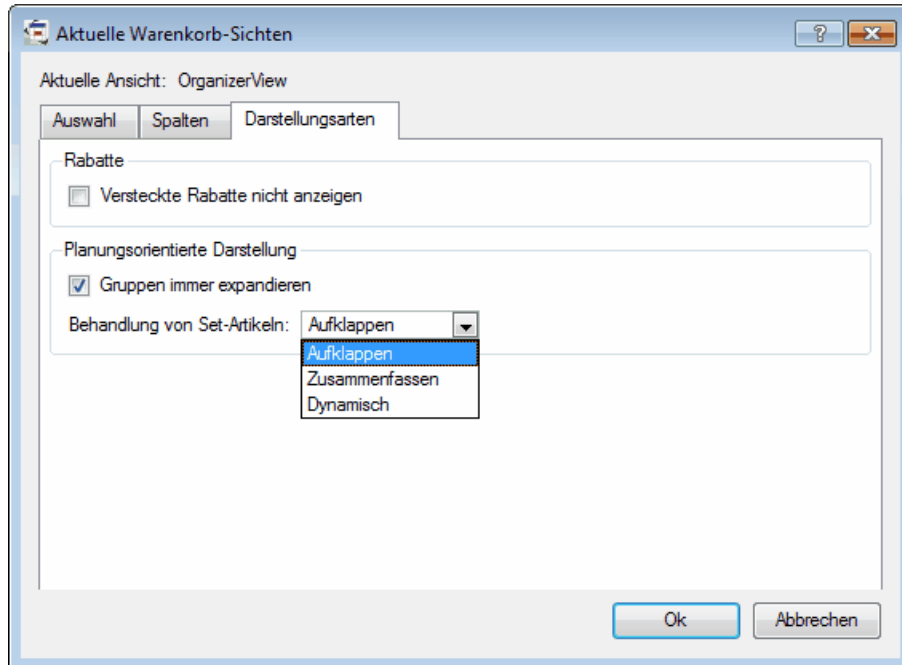 Aktuelle Warenkorb-Sichten
?
Aktuelle Ansicht: OrganizerView
Auswahl Spalten Darstellungsarten
Rabatte
Versteckte Rabatte nicht anzeigen
Planungsorientierte Darstellung
Gruppen immer expandieren
Behandlung von Set-Artikeln: Aufklappen
Aufklappen
Zusammenfassen
Dynamisch
Ok Abbrechen